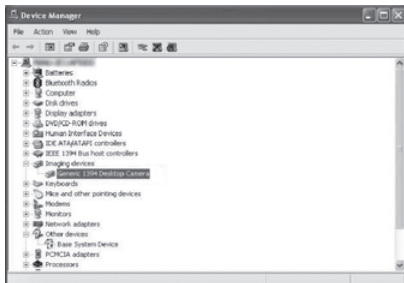 Device Manager
File Action View Help
Batteries
Bluetooth Radios
Computer
Disk drives
Display adapters
DVD/CD-ROM drives
Human Interface Devices
IDE ATA/ATAPI controllers
IEEE 1394 Bus host controllers
Imaging devices
Generic 1394 Desktop Camera
Keyboards
Mice and other pointing devices
Modems
Monitors
Network adapters
Other devices
Base System Device
PCMCIA adapters
Processors